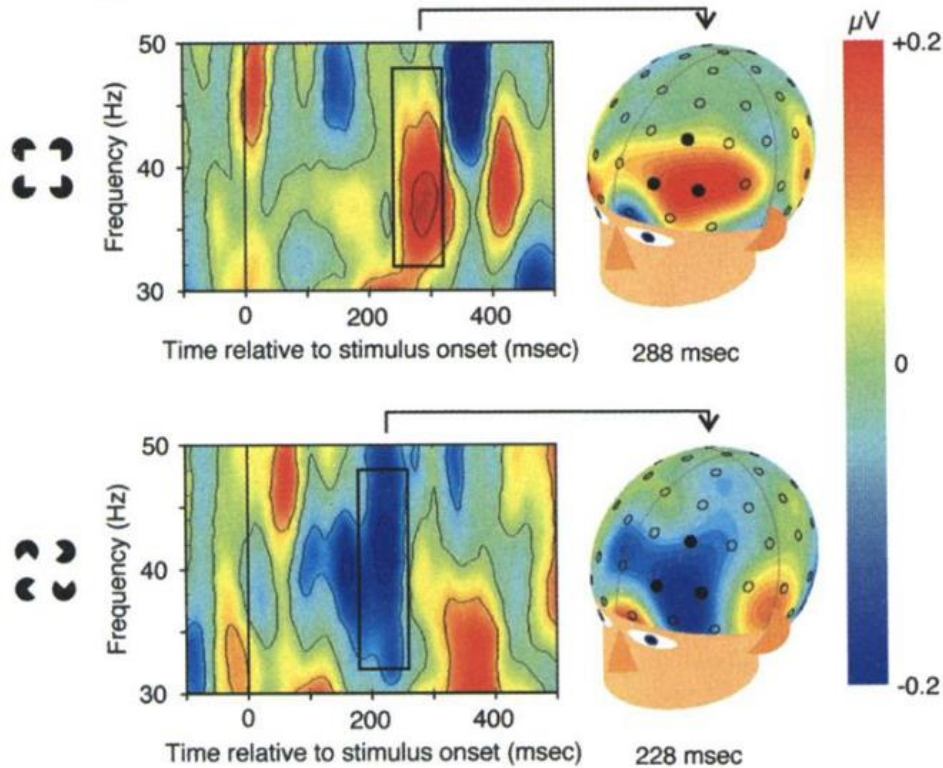 µV
+0.2
0
-0.2
50
40
30
Frequency (Hz)
0
200
400
Time relative to stimulus onset (msec)
288 msec
50
40
30
Frequency (Hz)
0
200
400
Time relative to stimulus onset (msec)
228 msec